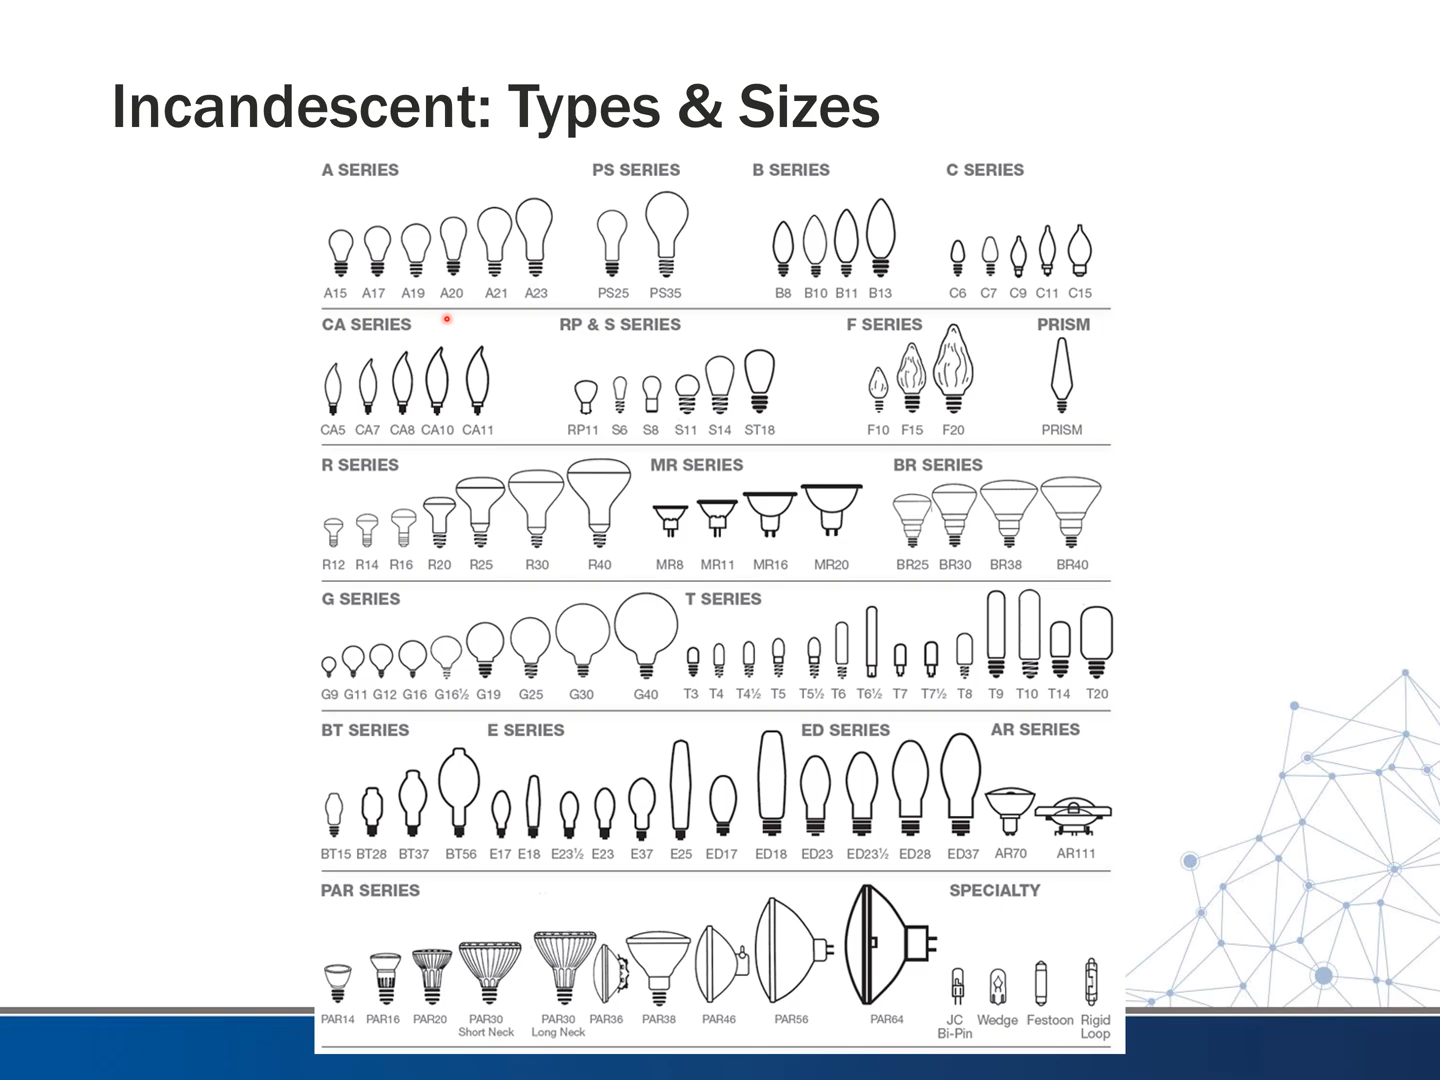 Incandescent: Types & Sizes
A SERIES PS SERIES B SERIES C SERIES
A15 A17 A19 A20 A21 A23 PS25 PS35 B8 B10 B11 B13 C6 C7 C9 C11 C15
CA SERIES RP & S SERIES F SERIES PRISM
CA5 CA7 CA8 CA10 CA11 RP11 S6 S8 S11 S14 ST18 F10 F15 F20 PRISM
R SERIES MR SERIES BR SERIES
R12 R14 R16 R20 R25 R30 R40 MR8 MR11 MR16 MR20 BR25 BR30 BR38 BR40
G SERIES T SERIES
G9 G11 G12 G16 G16½ G19 G25 G30 G40 T3 T4 T4½ T5 T5½ T6 T6½ T7 T7½ T8 T9 T10 T14 T20
BT SERIES E SERIES ED SERIES AR SERIES
BT15 BT28 BT37 BT56 E17 E18 E23½ E23 E37 E25 ED17 ED18 ED23 ED23½ ED28 ED37 AR70 AR111
PAR SERIES SPECIALTY
PAR14 PAR16 PAR20 PAR30 PAR30 PAR36 PAR38 PAR46 PAR56 PAR64 JC Wedge Festoon Rigid
Short Neck Long Neck Bi-Pin Loop